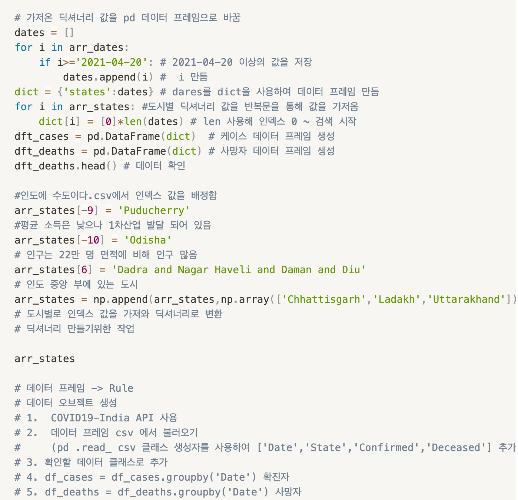 # 가져온 딕셔너리 값을 pd 데이터 프레임으로 바꿈
dates = []
for i in arr_dates:
    if i>='2021-04-20': # 2021-04-20 이상의 값을 저장
        dates.append(i) #  i 만듬
dict = {'states':dates} # dares를 dict을 사용하여 데이터 프레임 만듬
for i in arr_states: #도시별 딕셔너리 값을 반복문을 통해 값을 가져옴
    dict[i] = [0]*len(dates) # len 사용해 인덱스 0 ~ 검색 시작
dft_cases = pd.DataFrame(dict)  # 케이스 데이터 프레임 생성
dft_deaths = pd.DataFrame(dict) # 사망자 데이터 프레임 생성
dft_deaths.head() # 데이터 확인

#인도에 수도이다.csv에서 인덱스 값을 배정함
arr_states[-9] = 'Puducherry'
#평균 소득은 낮으나 1차산업 발달 되어 있음
arr_states[-10] = 'Odisha'
# 인구는 22만 명 면적에 비해 인구 많음
arr_states[6] = 'Dadra and Nagar Haveli and Daman and Diu'
# 인도 중앙 부에 있는 도시
arr_states = np.append(arr_states,np.array(['Chhattisgarh','Ladakh','Uttarakhand'])
# 도시별로 인덱스 값을 가져와 딕셔너리로 변환
# 딕셔너리 만들기위한 작업

arr_states

# 데이터 프레임 -> Rule
# 데이터 오브젝트 생성
# 1.  COVID19-India API 사용
# 2.  데이터 프레임 csv 에서 불러오기
#     (pd .read_ csv 클래스 생성자를 사용하여 ['Date','State','Confirmed','Deceased'] 추가
# 3. 확인할 데이터 클래스로 추가
# 4. df_cases = df_cases.groupby('Date') 확진자
# 5. df_deaths = df_deaths.groupby('Date') 사망자